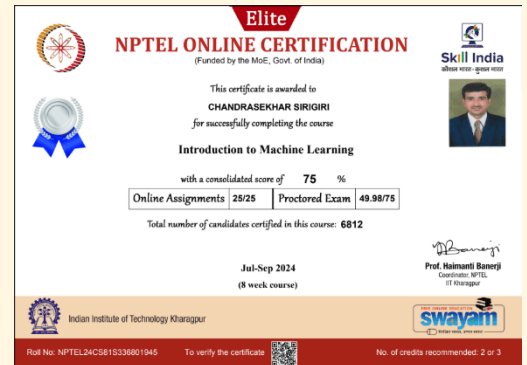 Elite
NPTEL ONLINE CERTIFICATION
(Funded by the MoE, Govt. of India)
Skill India
कौशल भारत - कुशल भारत
This certificate is awarded to
CHANDRASEKHAR SIRIGIRI
for successfully completing the course
Introduction to Machine Learning
with a consolidated score of 75 %
Online Assignments 25/25 Proctored Exam 49.98/75
Total number of candidates certified in this course: 6812
Jul-Sep 2024
(8 week course)
Prof. Haimanti Banerji
Coordinator, NPTEL
IIT Kharagpur
Indian Institute of Technology Kharagpur
swayam
Roll No: NPTEL24CS81S336801945 To verify the certificate No. of credits recommended: 2 or 3